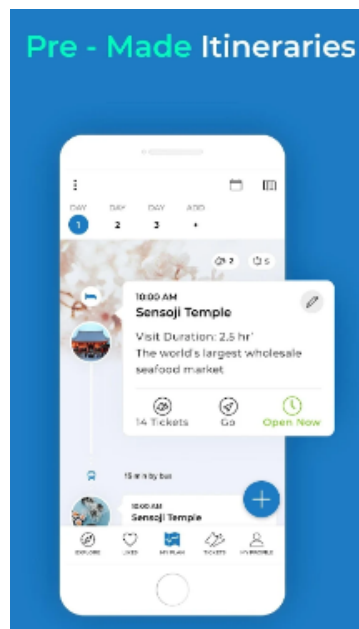 Pre - Made Itineraries
DAY DAY DAY ADD
1 2 3 +
2 5
10:00 AM
Sensoji Temple
Visit Duration: 2.5 hr'
The world's largest wholesale
seafood market
14 Tickets Go Open Now
15 min by bus
10:00 AM
Sensoji Temple
EXPLORE LIKED MY PLAN TICKETS MY PROFILE